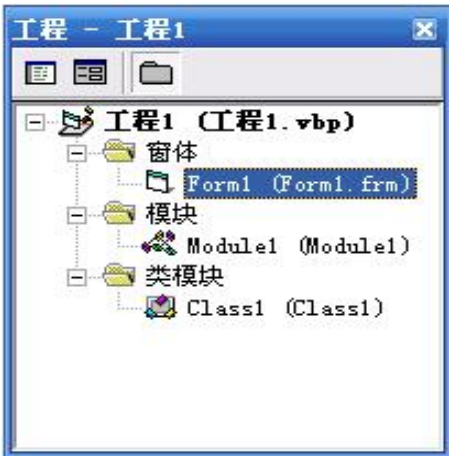 工程 - 工程1
工程1 (工程1.vbp)
窗体
Form1 (Form1.frm)
模块
Module1 (Module1)
类模块
Class1 (Class1)